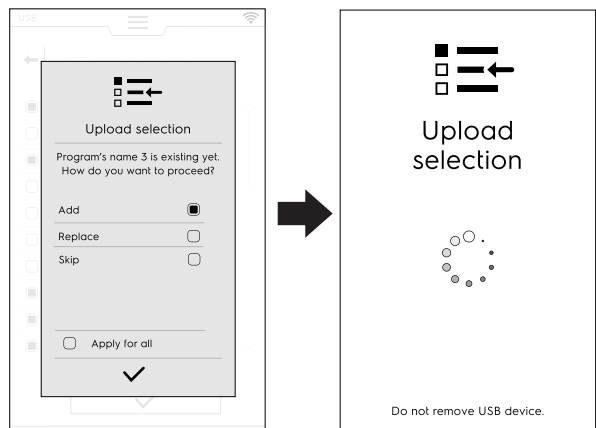 USB
Upload selection
Program's name 3 is existing yet.
How do you want to proceed?
Add
Replace
Skip
Apply for all
Upload
selection
Do not remove USB device.